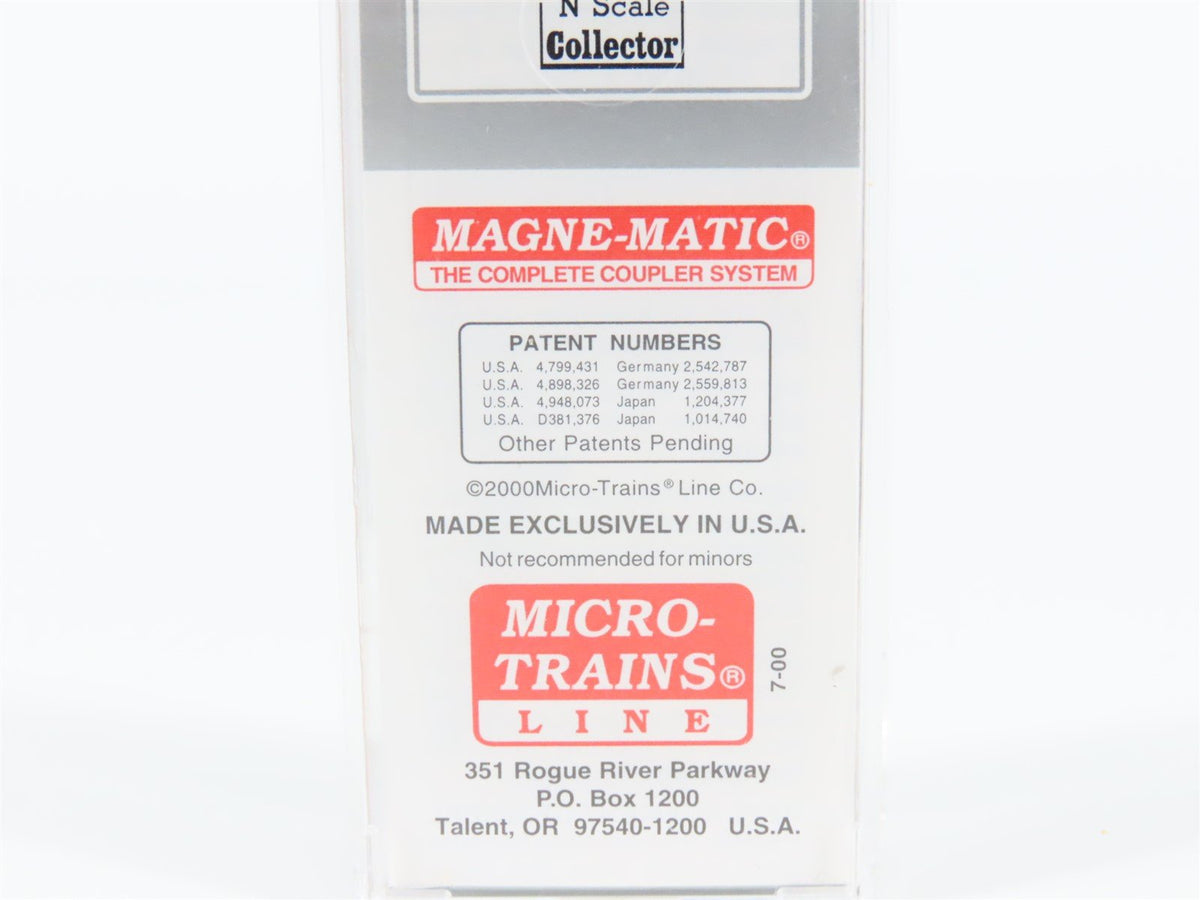 N Scale
Collector
MAGNE-MATIC®
THE COMPLETE COUPLER SYSTEM
PATENT NUMBERS
U.S.A. 4,799,431 Germany 2,542,787
U.S.A. 4,898,326 Germany 2,559,813
U.S.A. 4,948,073 Japan 1,204,377
U.S.A. D381,376 Japan 1,014,740
Other Patents Pending
©2000Micro-Trains® Line Co.
MADE EXCLUSIVELY IN U.S.A.
Not recommended for minors
MICRO-
TRAINS®
LINE
7-00
351 Rogue River Parkway
P.O. Box 1200
Talent, OR 97540-1200 U.S.A.